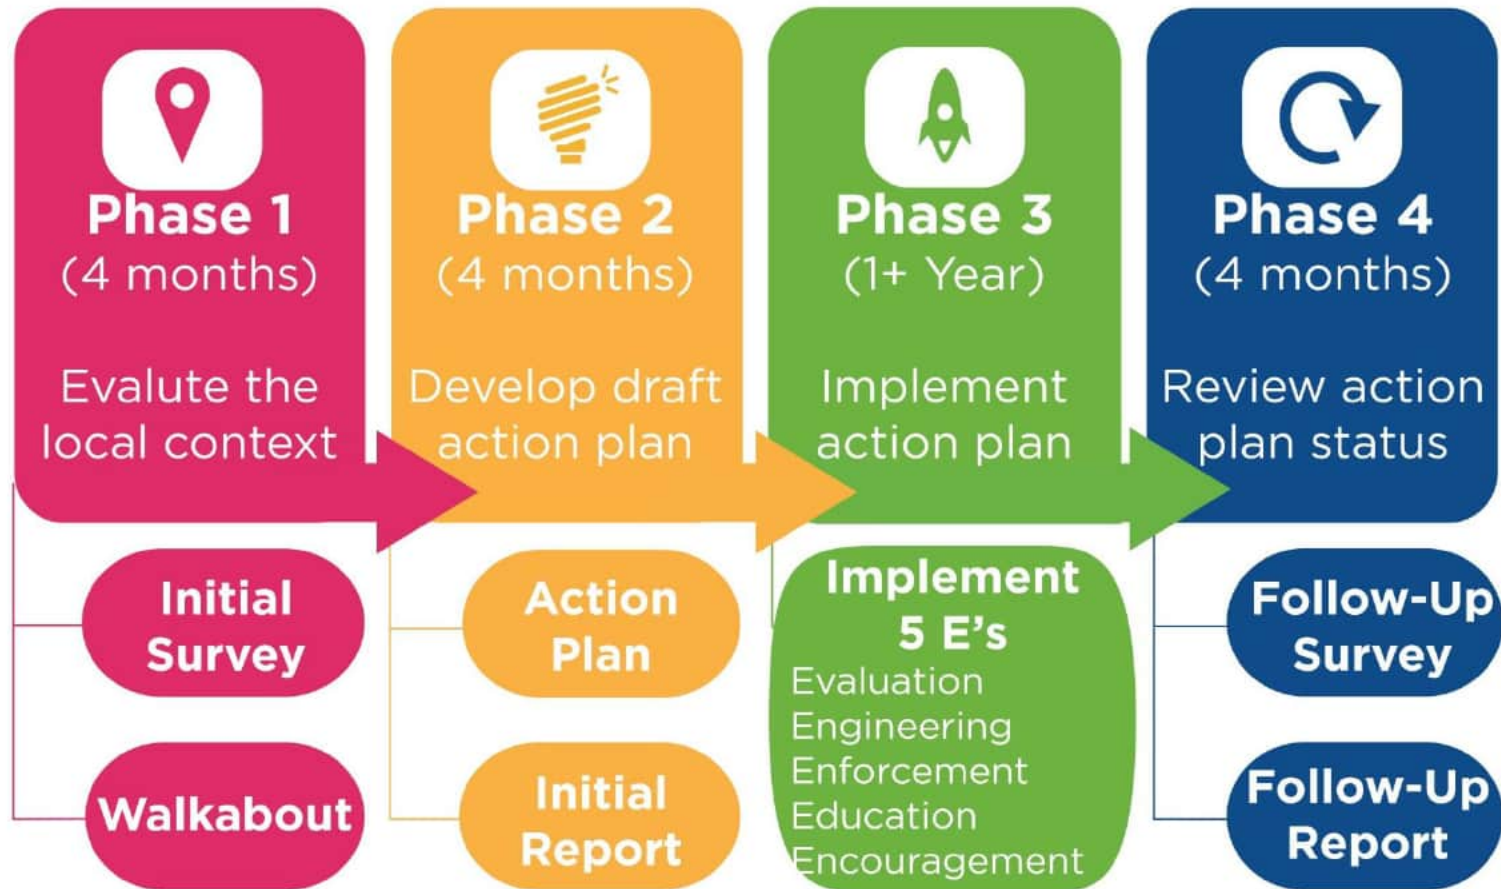 Phase 1
(4 months)
Evalute the
local context
Initial
Survey
Walkabout
Phase 2
(4 months)
Develop draft
action plan
Action
Plan
Initial
Report
Phase 3
(1+ Year)
Implement
action plan
Implement
5 E's
Evaluation
Engineering
Enforcement
Education
Encouragement
Phase 4
(4 months)
Review action
plan status
Follow-Up
Survey
Follow-Up
Report